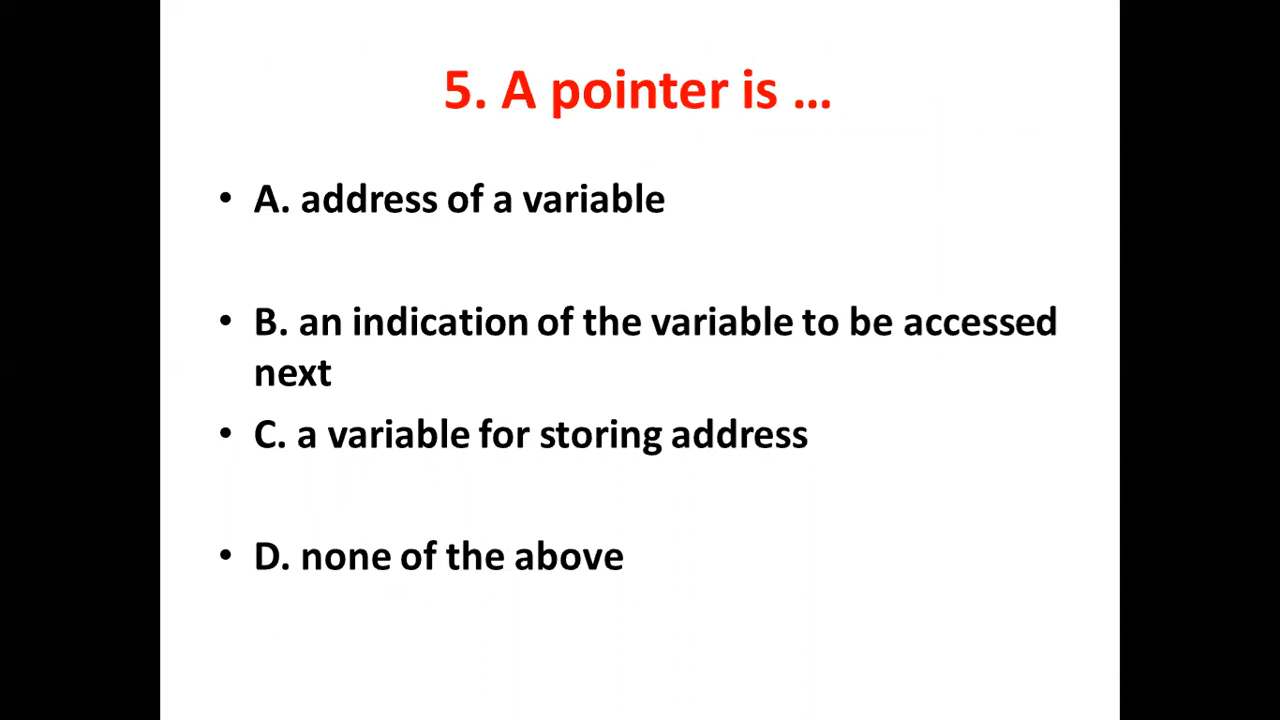 5. A pointer is ...
• A. address of a variable
• B. an indication of the variable to be accessed
next
• C. a variable for storing address
• D. none of the above